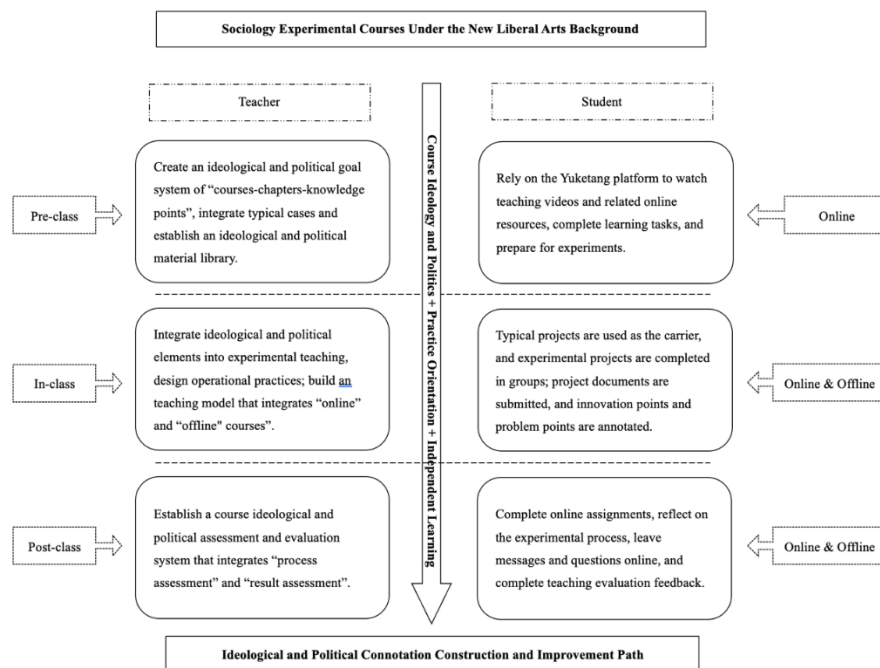 Sociology Experimental Courses Under the New Liberal Arts Background
Teacher
Student
Course Ideology and Politics + Practice Orientation + Independent Learning
Pre-class
Create an ideological and political goal
system of “courses-chapters-knowledge
points”, integrate typical cases and
establish an ideological and political
material library.
Rely on the Yuketang platform to watch
teaching videos and related online
resources, complete learning tasks, and
prepare for experiments.
Online
In-class
Integrate ideological and political
elements into experimental teaching,
design operational practices; build an
teaching model that integrates “online”
and “offline" courses”.
Typical projects are used as the carrier,
and experimental projects are completed
in groups; project documents are
submitted, and innovation points and
problem points are annotated.
Online & Offline
Post-class
Establish a course ideological and
political assessment and evaluation
system that integrates “process
assessment” and “result assessment”.
Complete online assignments, reflect on
the experimental process, leave
messages and questions online, and
complete teaching evaluation feedback.
Online & Offline
Ideological and Political Connotation Construction and Improvement Path